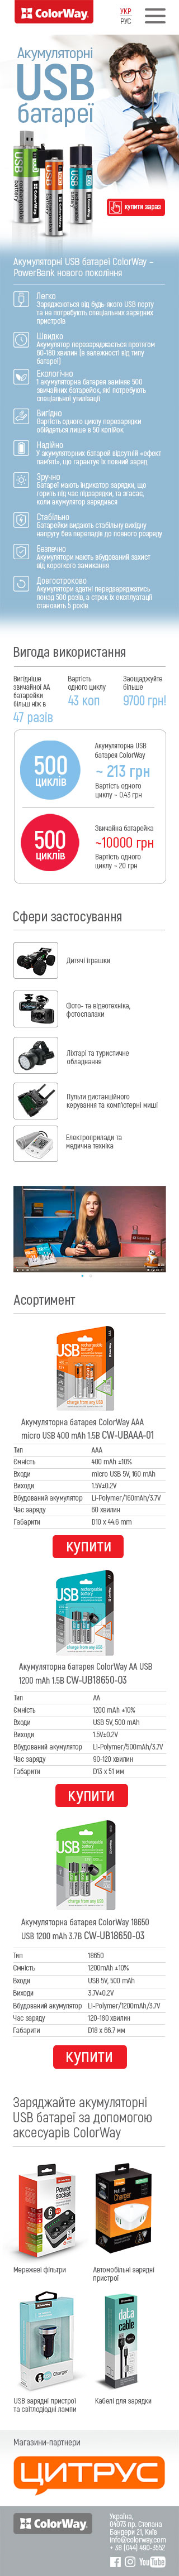 ColorWay
УКР
РУС
Акумуляторні
USB
батареї
купити зараз
Акумуляторні USB батареї ColorWay –
PowerBank нового покоління
Легко
Заряджаються від будь-якого USB порту
та не потребують спеціальних зарядних
пристроїв
Швидко
Акумулятор перезаряджається протягом
60-180 хвилин (в залежності від типу
батареї)
Екологічно
1 акумуляторна батарея замінює 500
звичайних батарейок, які потребують
спеціальної утилізації
Вигідно
Вартість одного циклу перезарядки
обійдеться лише в 50 копійок
Надійно
У акумуляторних батарей відсутній «ефект
пам'яті», що гарантує їх повний заряд
Зручно
Батареї мають індикатор зарядки, що
горить під час підзарядки, та згасає,
коли акумулятор зарядився
Стабільно
Батарейки видають стабільну вихідну
напругу без перепадів до повного розряду
Безпечно
Акумулятори мають вбудований захист
від короткого замикання
Довгостроково
Акумулятори здатні перезаряджатись
понад 500 разів, а строк їх експлуатації
становить 5 років
Вигода використання
Вигідніше
звичайної АА
батарейки
більш ніж в
47 разів
Вартість
одного циклу
43 коп
Заощаджуйте
більше
9700 грн!
500
циклів
Акумуляторна USB
батарея ColorWay
~ 213 грн
Вартість одного
циклу ~ 0.43 грн
500
циклів
Звичайна батарейка
~10000 грн
Вартість одного
циклу ~ 20 грн
Сфери застосування
Дитячі іграшки
Фото- та відеотехніка,
фотоспалахи
Ліхтарі та туристичне
обладнання
Пульти дистанційного
керування та комп'ютерні миші
Електроприлади та
медична техніка
Асортимент
Акумуляторна батарея ColorWay AAA
micro USB 400 mAh 1.5В CW-UBAAA-01
Тип AAA
Ємність 400 mAh ±10%
Входи micro USB 5V, 160 mAh
Виходи 1.5V±0.2V
Вбудований акумулятор Li-Polymer/160mAh/3.7V
Час заряду 60 хвилин
Габарити D10 x 44.6 mm
купити
Акумуляторна батарея ColorWay AA USB
1200 mAh 1.5В CW-UB18650-03
Тип AA
Ємність 1200 mAh ±10%
Входи USB 5V, 500 mAh
Виходи 1.5V±0.2V
Вбудований акумулятор Li-Polymer/500mAh/3.7V
Час заряду 90-120 хвилин
Габарити D13 x 51 мм
купити
Акумуляторна батарея ColorWay 18650
USB 1200 mAh 3.7В CW-UB18650-03
Тип 18650
Ємність 1200mAh ±10%
Входи USB 5V, 500 mAh
Виходи 3.7V±0.2V
Вбудований акумулятор Li-Polymer/1200mAh/3.7V
Час заряду 120-180 хвилин
Габарити D18 x 66.7 мм
купити
Заряджайте акумуляторні
USB батареї за допомогою
аксесуарів ColorWay
Power
socket
Charger
Мережеві фільтри
Автомобільні зарядні
пристрої
Charger
data
cable
USB зарядні пристрої
та світлодіодні лампи
Кабелі для зарядки
Магазини-партнери
ЦИТРУС
ColorWay
Україна,
04073 пр. Степана
Бандери 21, Київ
info@colorway.com
+ 38 (044) 490-3552
YouTube